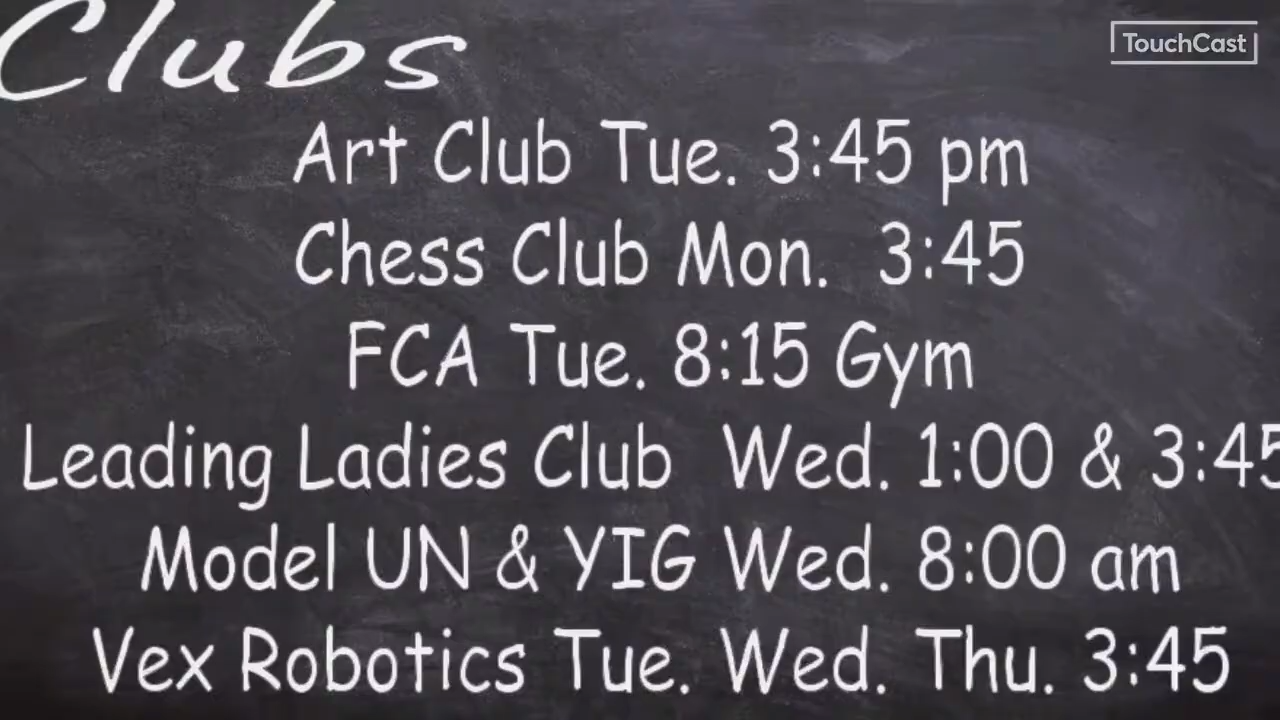 Clubs
TouchCast
Art Club Tue. 3:45 pm
Chess Club Mon. 3:45
FCA Tue. 8:15 Gym
Leading Ladies Club Wed. 1:00 & 3:45
Model UN & YIG Wed. 8:00 am
Vex Robotics Tue. Wed. Thu. 3:45